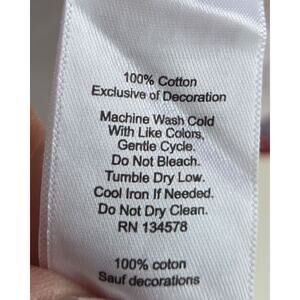 100% Cotton
Exclusive of Decoration
Machine Wash Cold
With Like Colors,
Gentle Cycle.
Do Not Bleach.
Tumble Dry Low.
Cool Iron If Needed.
Do Not Dry Clean.
RN 134578
100% coton
Sauf decorations